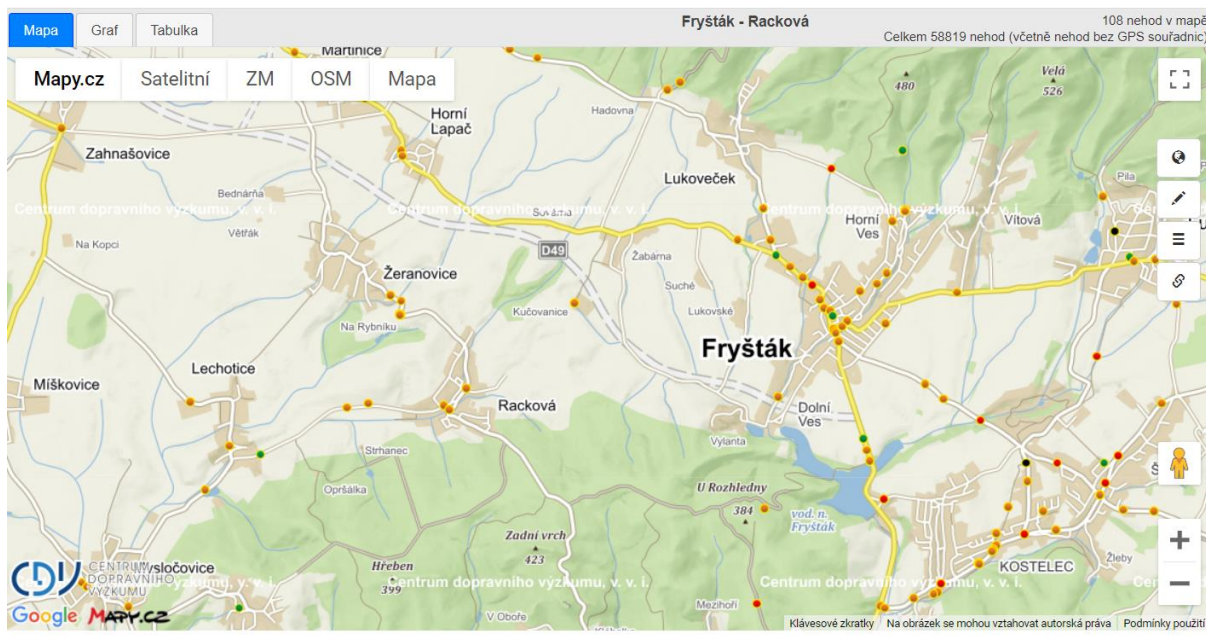 Mapa Graf Tabulka
Fryšták - Racková
108 nehod v mapě
Celkem 58819 nehod (včetně nehod bez GPS souřadnic)
Mapy.cz Satelitní ZM OSM Mapa
Martinice
Velá
526
480
Hadovna
Horní
Lapač
Zahnašovice
Pila
Lukoveček
Bednárňa
Centrum dopravního výzkumu, v. v. i.
Centrum dopravního výzkumu, v. v. i.
Centrum dopravního výzkumu, v. v. i.
Horní
Ves
Vítová
Větřák
Na Kopci
D49
Žabárna
Žeranovice
Suché
Kučovanice
Lukovské
Na Rybníku
Fryšták
Lechotice
Míškovice
Racková
Dolní
Ves
Vylanta
Strhanec
Opršálka
U Rozhledny
384
vod. n.
Fryšták
Zadní vrch
423
Žleby
KOSTELEC
Hřeben
399
CDV CENTRUM
DOPRAVNÍHO
VÝZKUMU
Centrum dopravního výzkumu, v. v. i.
Centrum dopravního výzkumu, v. v. i.
Mezihoří
V Oboře
Google MAPY.CZ
Klávesové zkratky Na obrázek se mohou vztahovat autorská práva Podmínky použití